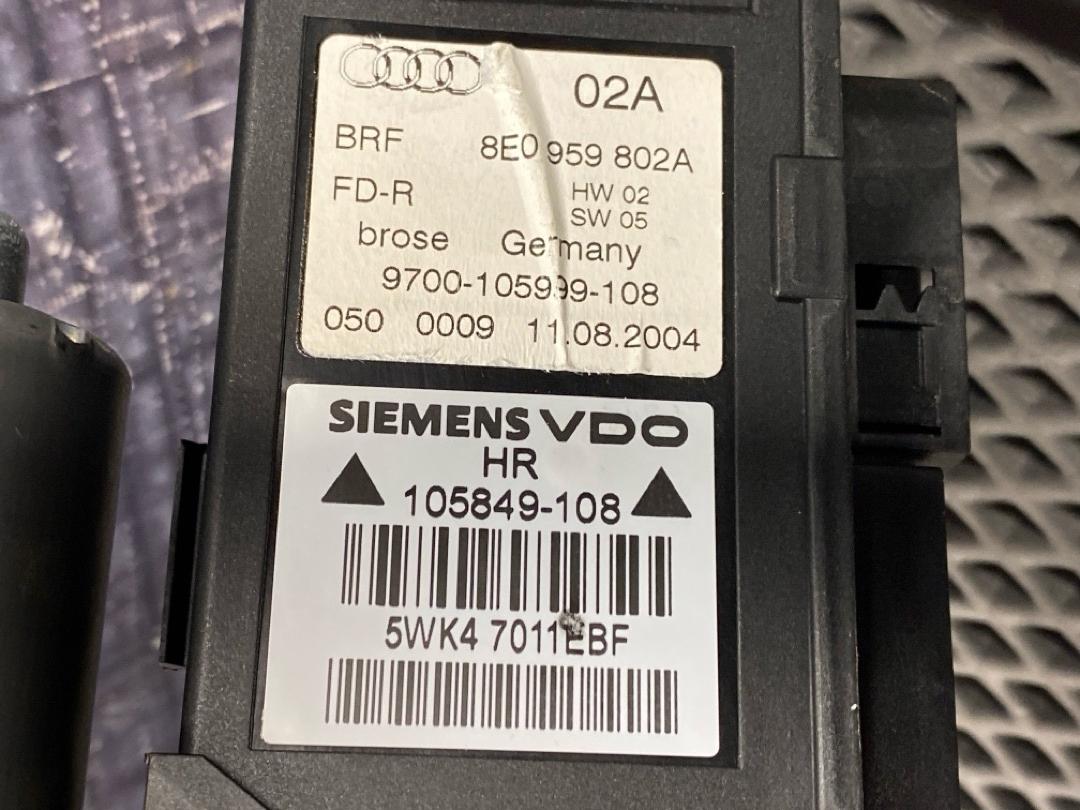 02A
BRF 8E0 959 802A
FD-R HW 02
SW 05
brose Germany
9700-105999-108
050 0009 11.08.2004
SIEMENS VDO
HR
105849-108
5WK4 7011EBF